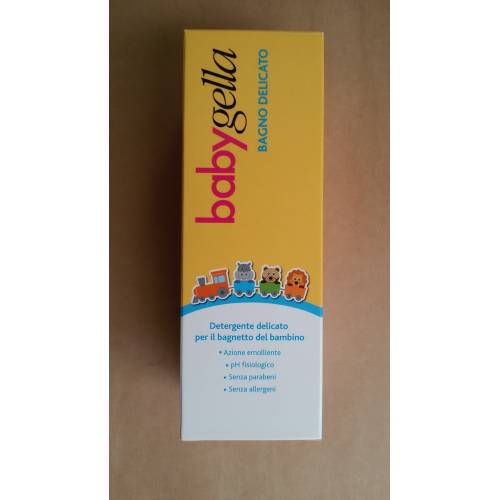 babygella
BAGNO DELICATO
Detergente delicato
per il bagnetto del bambino
• Azione emolliente
• pH fisiologico
• Senza parabeni
• Senza allergeni